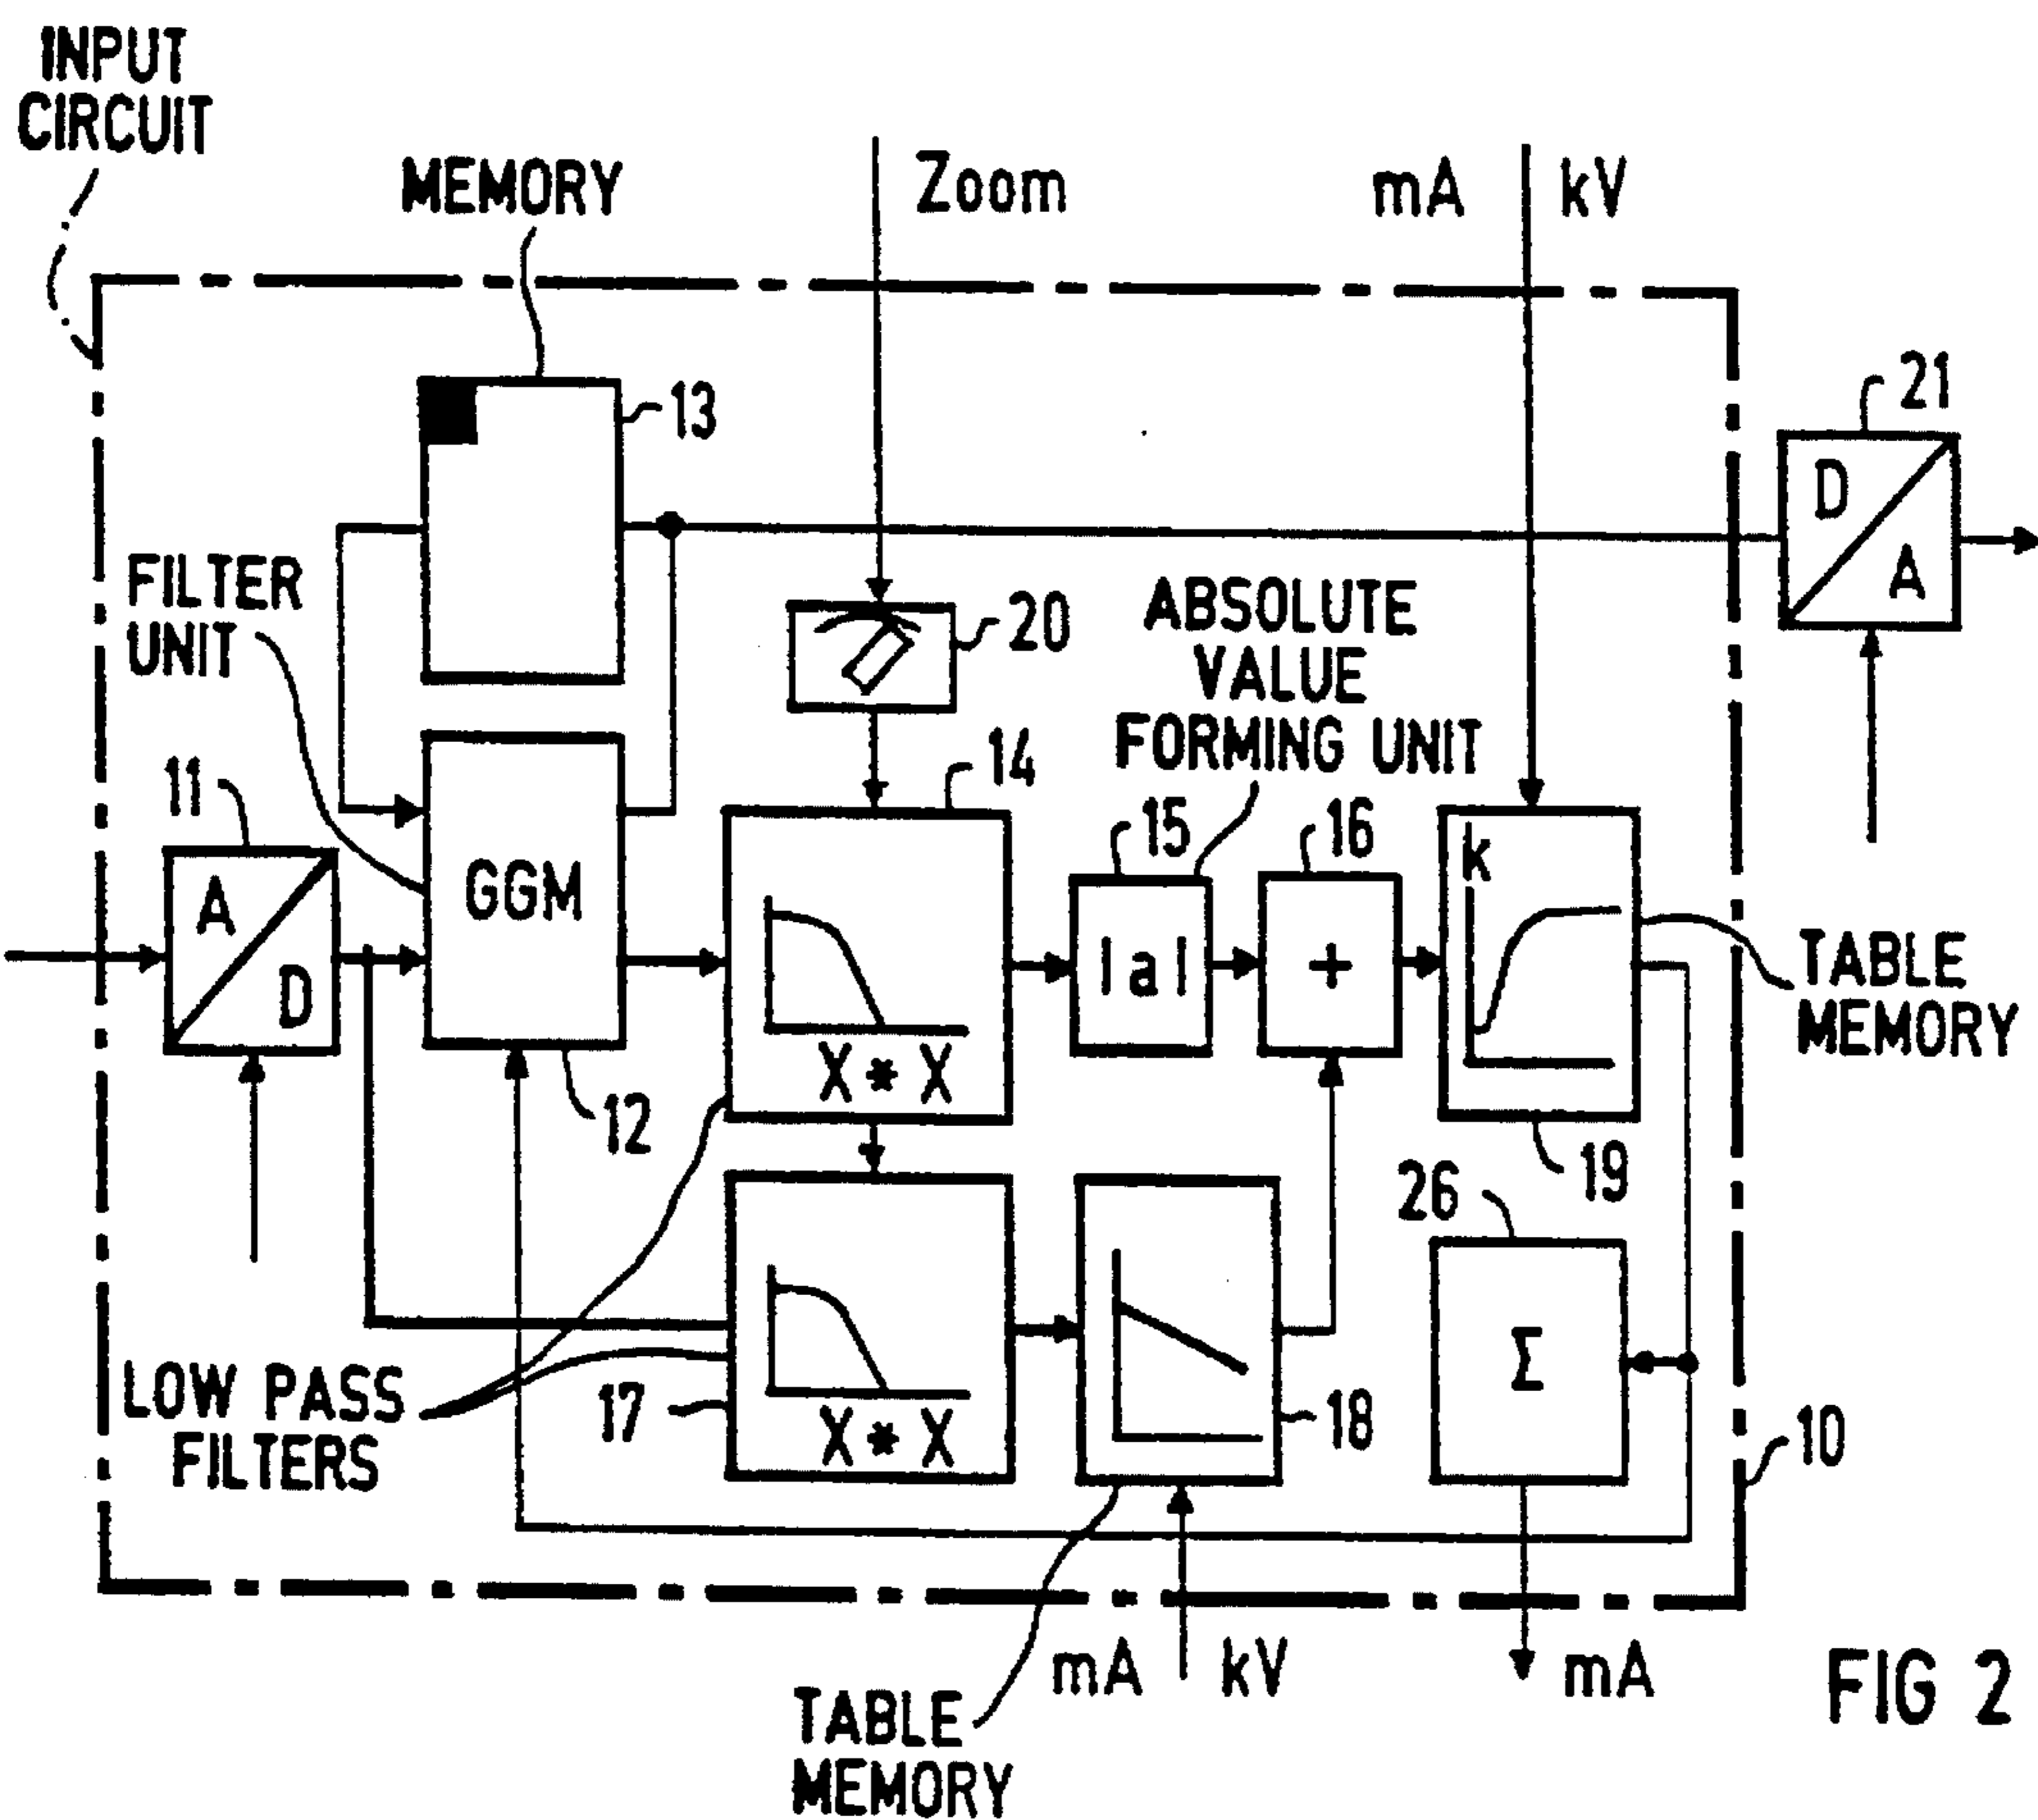 INPUT
CIRCUIT
MEMORY
Zoom
mA
kV
13
21
D
A
FILTER
UNIT
20
ABSOLUTE
VALUE
FORMING UNIT
11
14
15
16
A
D
GGM
X * X
|a|
+
k
TABLE
MEMORY
12
19
26
Σ
X * X
LOW PASS
FILTERS
17
18
10
mA
kV
mA
TABLE
MEMORY
FIG 2